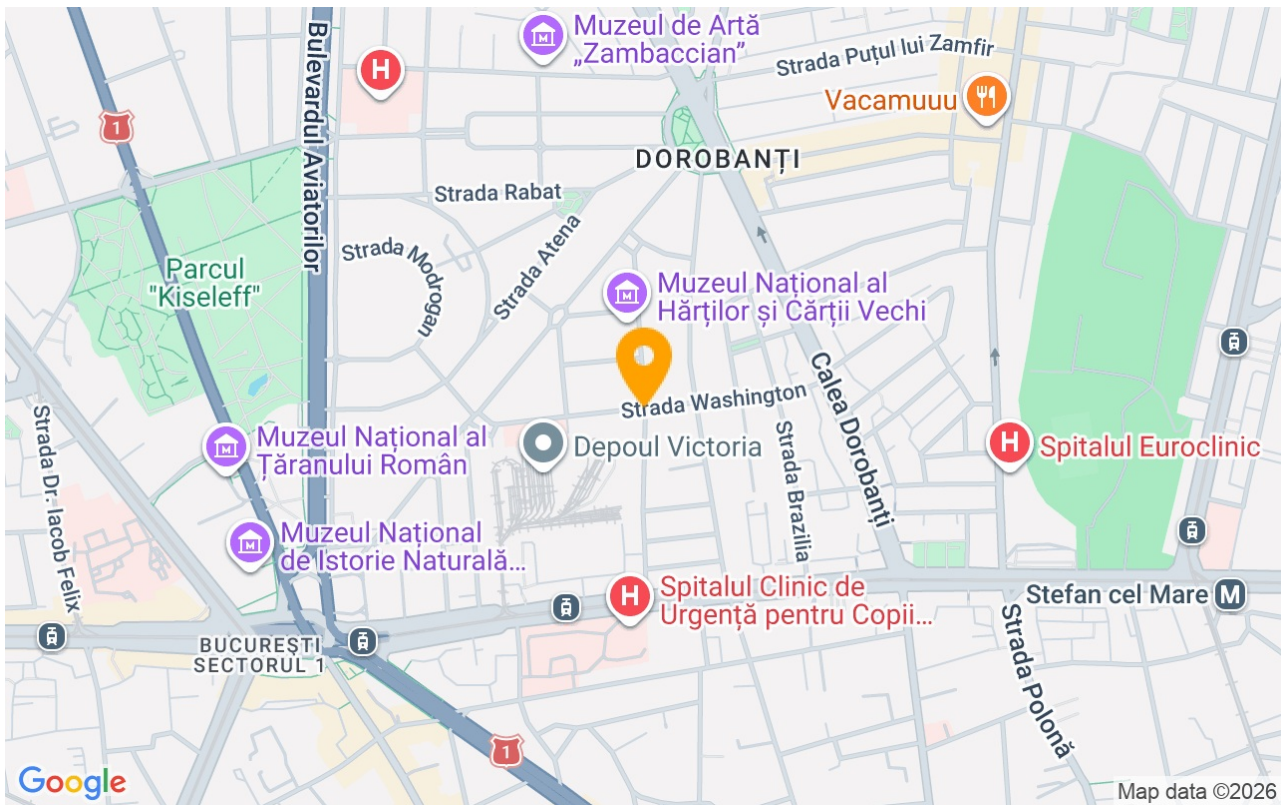 Muzeul de Artă
„Zambaccian”
Strada Puțul lui Zamfir
H
Vacamuuu
1
Bulevardul Aviatorilor
DOROBANȚI
Strada Rabat
Strada Atena
Strada Modrogan
Parcul
"Kiseleff"
Muzeul Național al
Hărților și Cărții Vechi
Calea Dorobanți
Strada Washington
Strada Dr. Iacob Felix
Muzeul Național al
Țăranului Român
Depoul Victoria
Strada Brazilia
H
Spitalul Euroclinic
Muzeul Național
de Istorie Naturală...
H
Spitalul Clinic de
Urgență pentru Copii...
Stefan cel Mare M
BUCUREȘTI
SECTORUL 1
Strada Polonă
1
Google
Map data ©2026